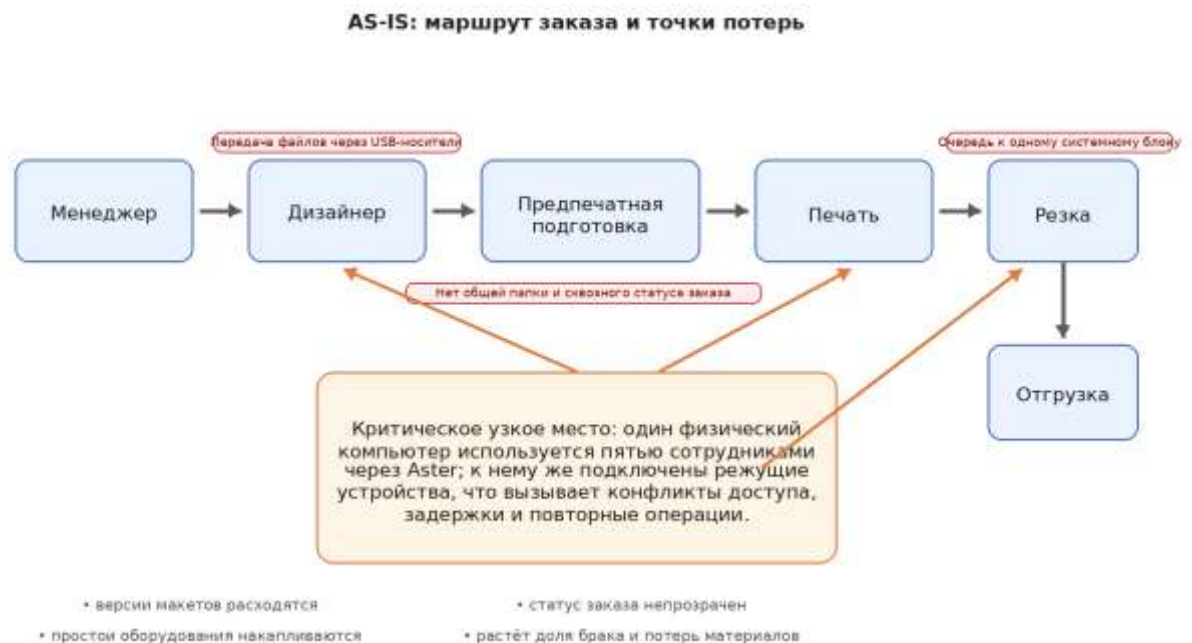 AS-IS: маршрут заказа и точки потерь
Передача файлов через USB-носители
Очередь к одному системному блоку
Менеджер
Дизайнер
Предпечатная
подготовка
Печать
Резка
Нет общей папки и сквозного статуса заказа
Отгрузка
Критическое узкое место: один физический
компьютер используется пятью сотрудниками
через Aster; к нему же подключены режущие
устройства, что вызывает конфликты доступа,
задержки и повторные операции.
• версии макетов расходятся
• статус заказа непрозрачен
• простои оборудования накапливаются
• растёт доля брака и потерь материалов